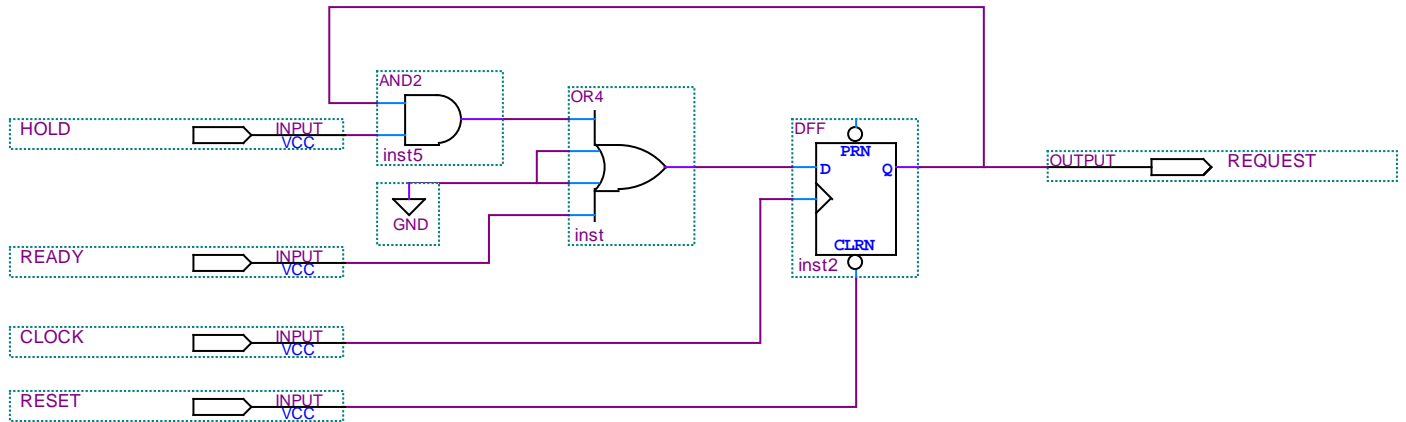 AND2
OR4
HOLD
INPUT
VCC
inst5
DFF
PRN
D
Q
OUTPUT
REQUEST
GND
inst
CLRN
inst2
READY
INPUT
VCC
CLOCK
INPUT
VCC
RESET
INPUT
VCC